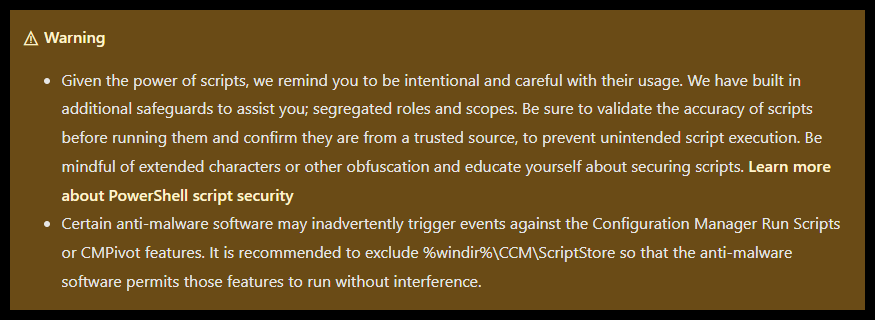 ⚠ Warning
• Given the power of scripts, we remind you to be intentional and careful with their usage. We have built in
additional safeguards to assist you; segregated roles and scopes. Be sure to validate the accuracy of scripts
before running them and confirm they are from a trusted source, to prevent unintended script execution. Be
mindful of extended characters or other obfuscation and educate yourself about securing scripts. Learn more
about PowerShell script security
• Certain anti-malware software may inadvertently trigger events against the Configuration Manager Run Scripts
or CMPivot features. It is recommended to exclude %windir%\CCM\ScriptStore so that the anti-malware
software permits those features to run without interference.